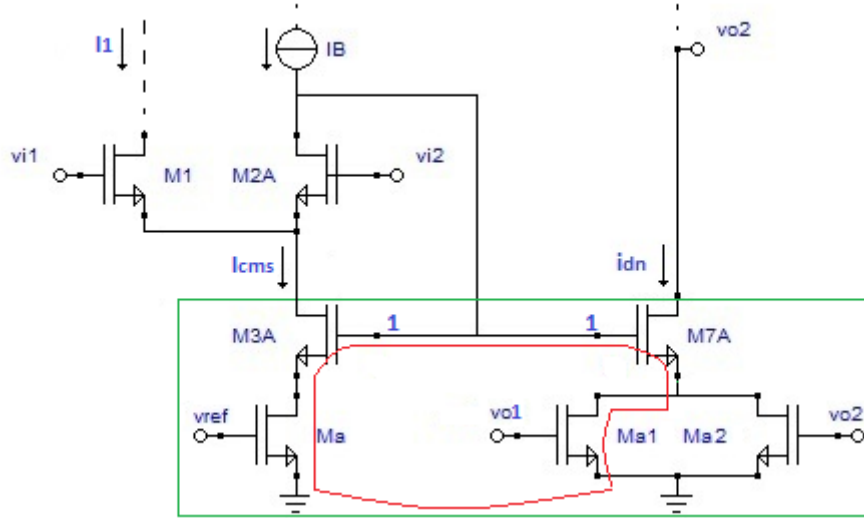 I1
IB
vo2
vi1
M1
M2A
vi2
Icms
idn
M3A
1
1
M7A
vref
Ma
vo1
Ma1
Ma2
vo2